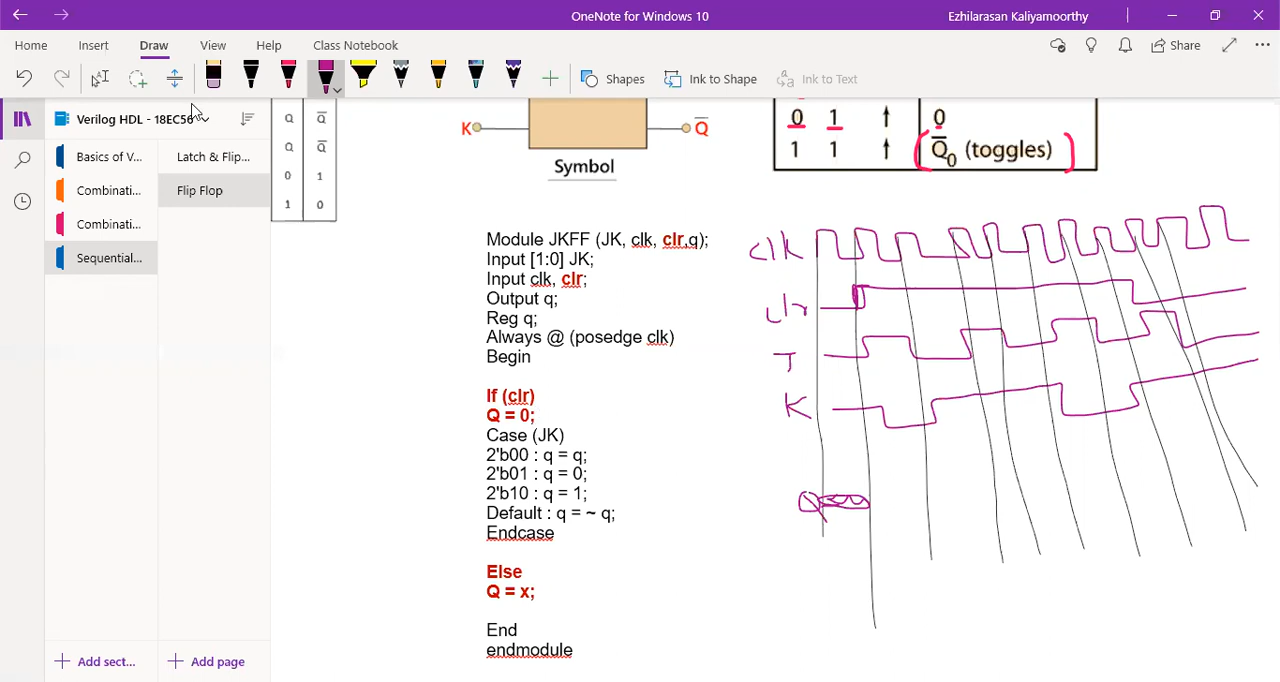 OneNote for Windows 10
Ezhilarasan Kaliyamoorthy
Home Insert Draw View Help Class Notebook
Share
Shapes
Ink to Shape
Ink to Text
Verilog HDL - 18EC56
Basics of V...
Combinati...
Combinati...
Sequential...
Latch & Flip...
Flip Flop
Add sect...
Add page
Q Q̅
Q Q̅
0 1
1 0
K
Q̅
Symbol
0 1 ↑ 0
1 1 ↑ Q̅₀ (toggles)
Module JKFF (JK, clk, clr,q);
Input [1:0] JK;
Input clk, clr;
Output q;
Reg q;
Always @ (posedge clk)
Begin
If (clr)
Q = 0;
Case (JK)
2'b00 : q = q;
2'b01 : q = 0;
2'b10 : q = 1;
Default : q = ~ q;
Endcase
Else
Q = x;
End
endmodule
clk
clr
J
K
Q